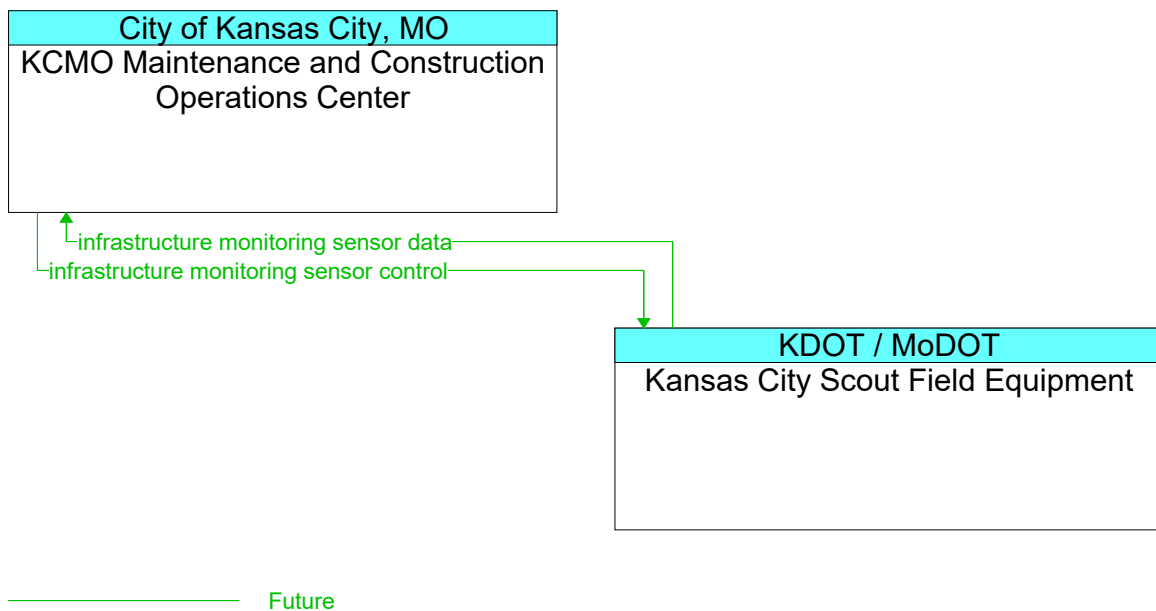 City of Kansas City, MO
KCMO Maintenance and Construction
Operations Center
infrastructure monitoring sensor data
infrastructure monitoring sensor control
KDOT / MoDOT
Kansas City Scout Field Equipment
Future